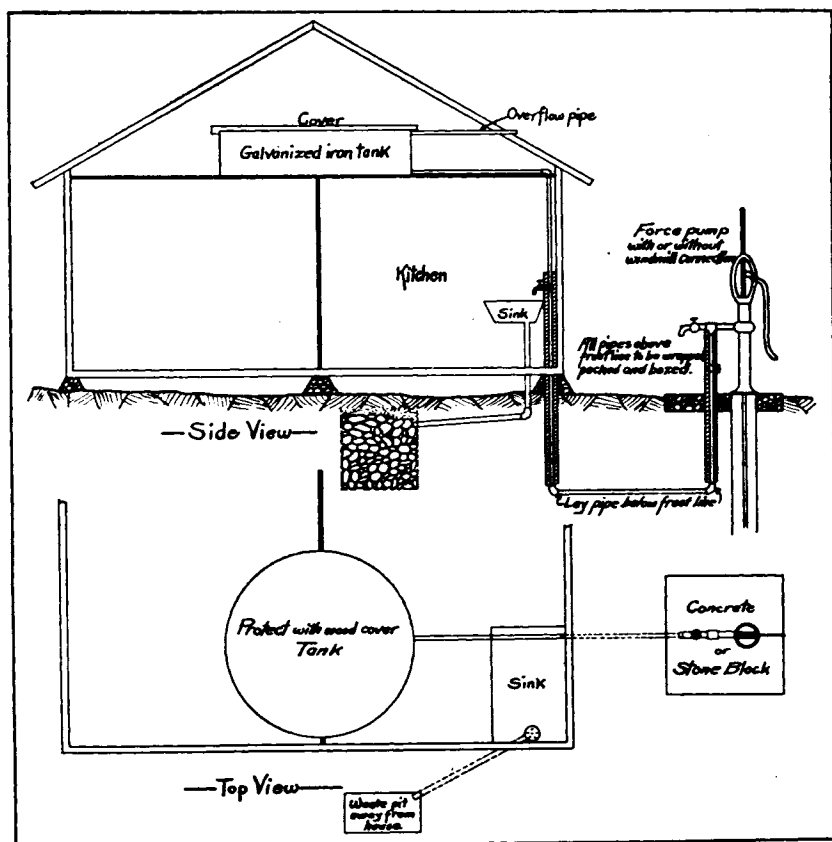 Cover
Overflow pipe
Galvanized iron tank
Force pump
with or without
windmill connection
Kitchen
Sink
All pipes above
frost line to be wrapped
packed and boxed.
—Side View—
Lay pipe below frost line
Protect with wood cover
Tank
Concrete
or
Stone Block
Sink
—Top View—
Waste pit
away from
house.